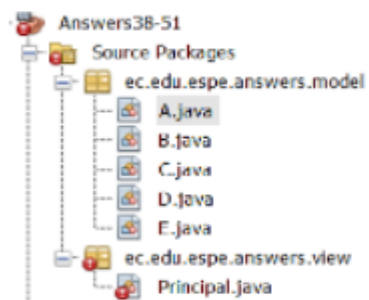 Answers38-51
Source Packages
ec.edu.espe.answers.model
A.java
B.java
C.java
D.java
E.java
ec.edu.espe.answers.view
Principal.java